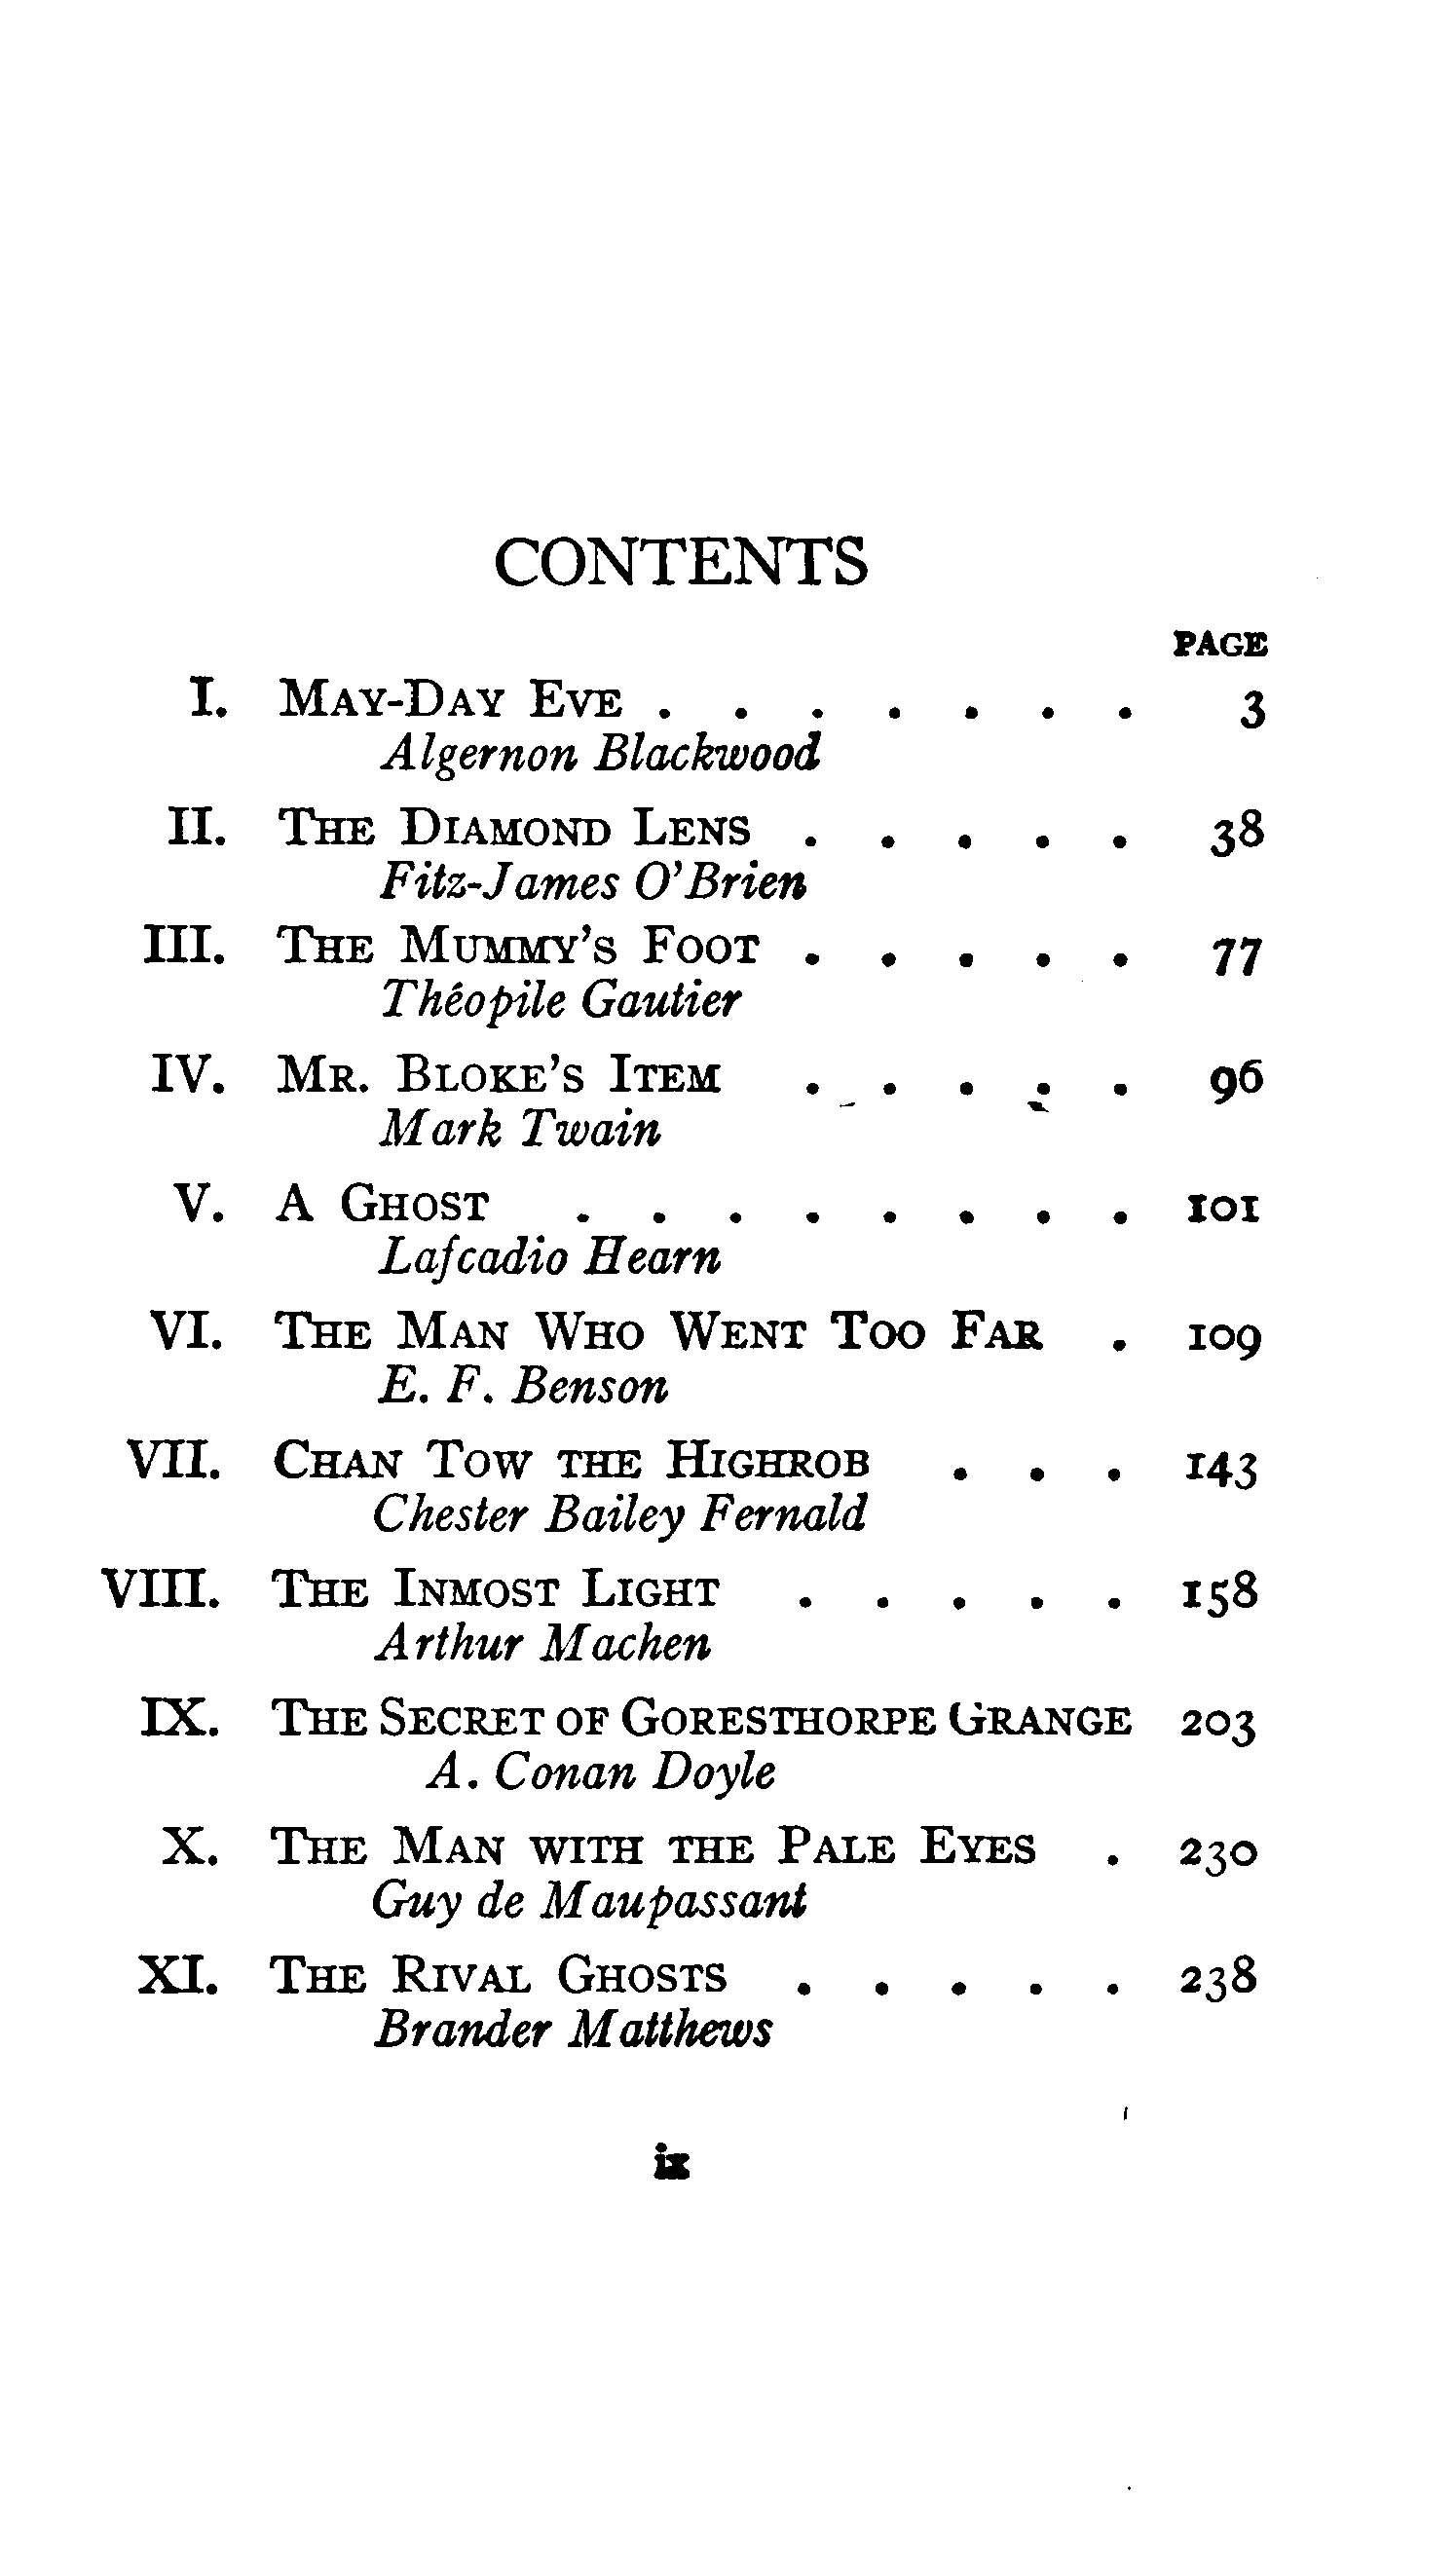 CONTENTS
PAGE
I. May-Day Eve . . . . . . . 3
Algernon Blackwood
II. The Diamond Lens . . . . . 38
Fitz-James O'Brien
III. The Mummy's Foot . . . . . 77
Théopile Gautier
IV. Mr. Bloke's Item . . . . . 96
Mark Twain
V. A Ghost . . . . . . . . 101
Lafcadio Hearn
VI. The Man Who Went Too Far . 109
E. F. Benson
VII. Chan Tow the Highrob . . . 143
Chester Bailey Fernald
VIII. The Inmost Light . . . . . 158
Arthur Machen
IX. The Secret of Goresthorpe Grange 203
A. Conan Doyle
X. The Man with the Pale Eyes . 230
Guy de Maupassant
XI. The Rival Ghosts . . . . . 238
Brander Matthews
ix